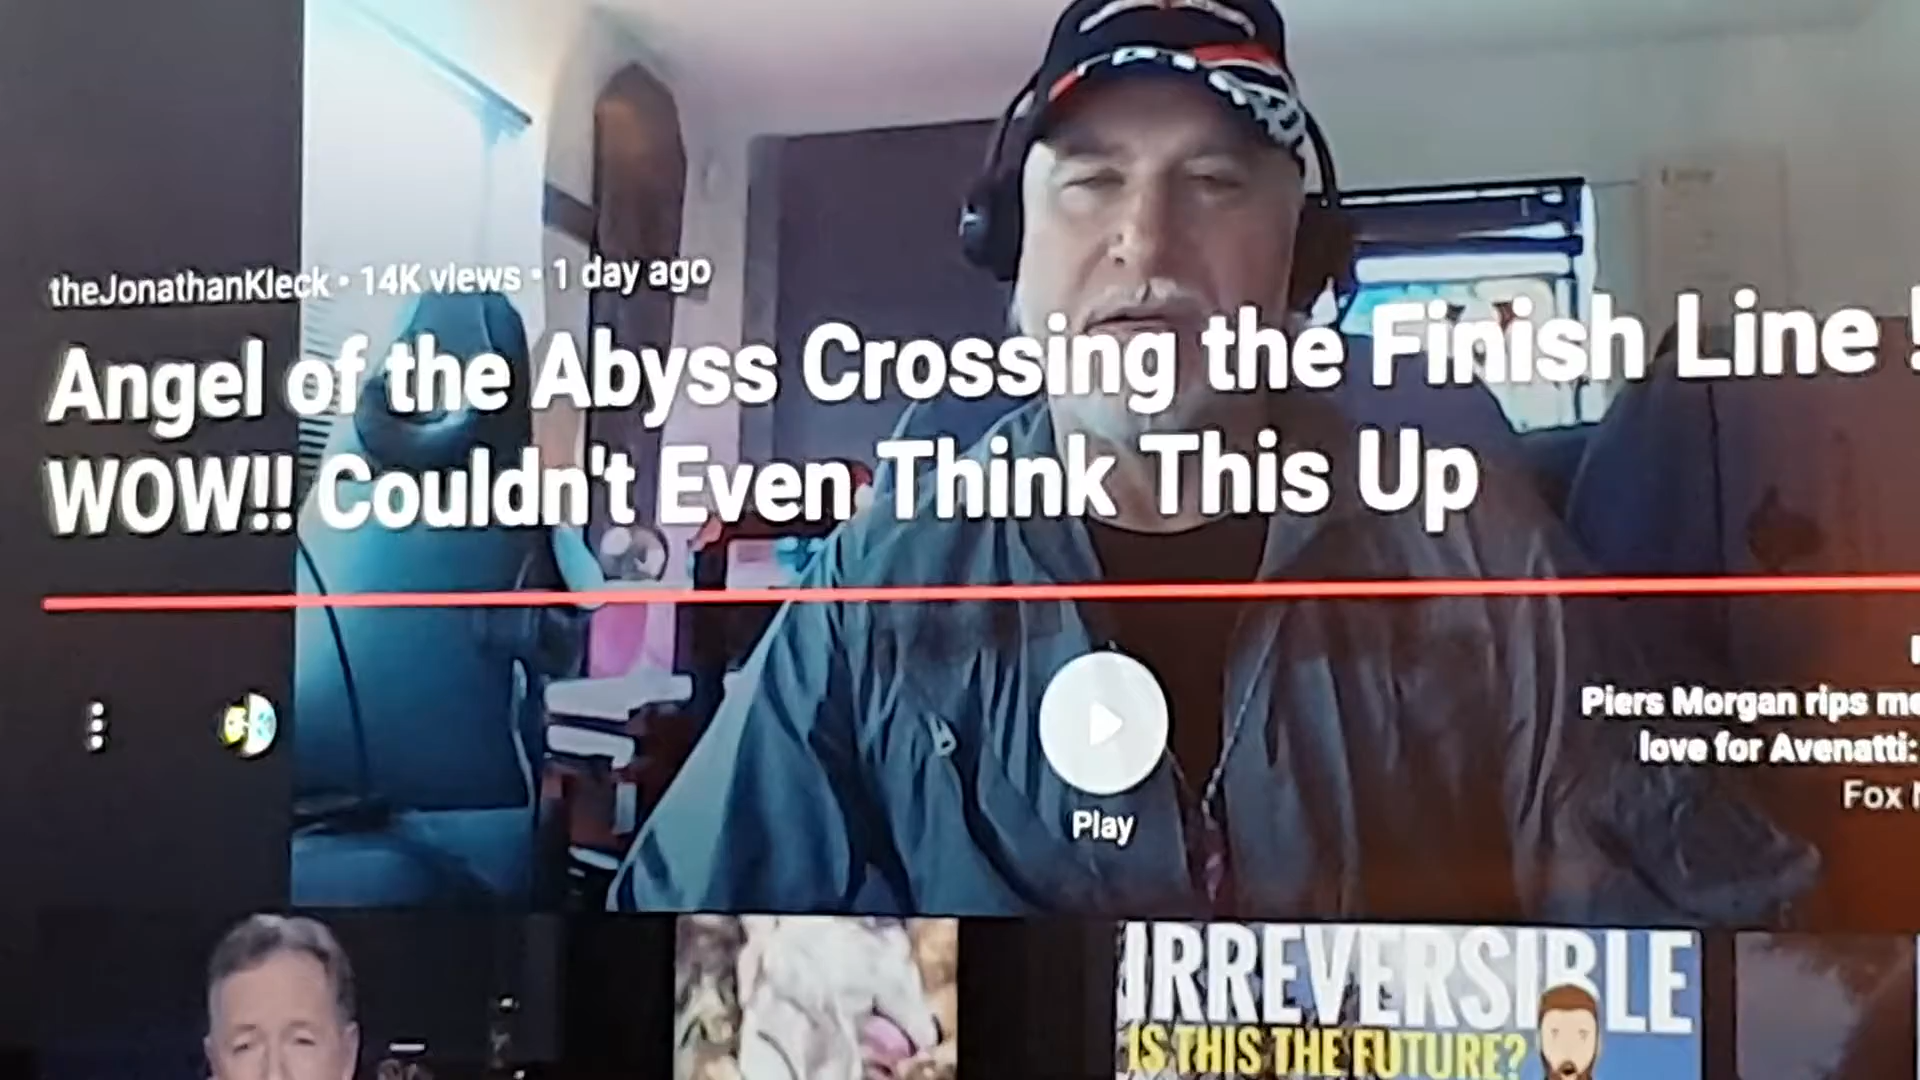 theJonathanKleck • 14K views • 1 day ago
Angel of the Abyss Crossing the Finish Line !
WOW!! Couldn't Even Think This Up
Piers Morgan rips
love for Avenatti:
Fox
Play
IRREVERSIBLE
IS THIS THE FUTURE?